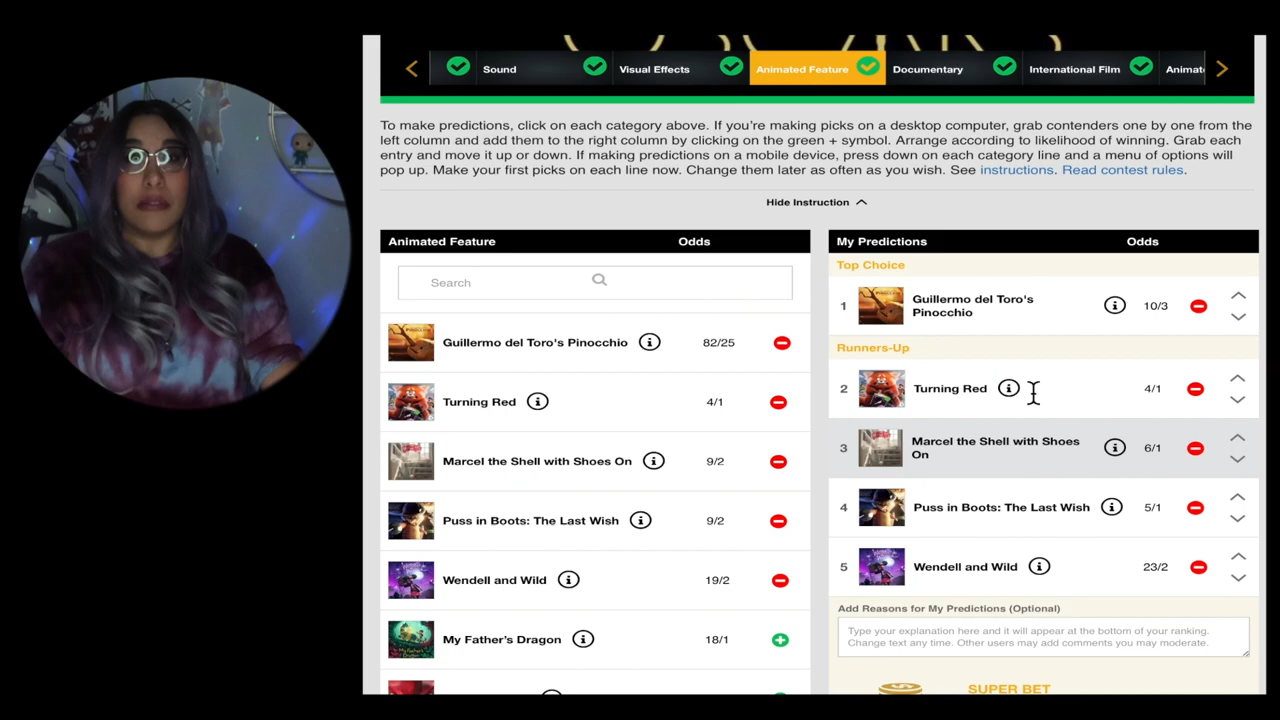 Sound
Visual Effects
Animated Feature
Documentary
International Film
Animat
To make predictions, click on each category above. If you're making picks on a desktop computer, grab contenders one by one from the
left column and add them to the right column by clicking on the green + symbol. Arrange according to likelihood of winning. Grab each
entry and move it up or down. If making predictions on a mobile device, press down on each category line and a menu of options will
pop up. Make your first picks on each line now. Change them later as often as you wish. See instructions. Read contest rules.
Hide Instruction
Animated Feature Odds
Search
Guillermo del Toro's Pinocchio 82/25
Turning Red 4/1
Marcel the Shell with Shoes On 9/2
Puss in Boots: The Last Wish 9/2
Wendell and Wild 19/2
My Father's Dragon 18/1
My Predictions Odds
Top Choice
1 Guillermo del Toro's
Pinocchio 10/3
Runners-Up
2 Turning Red 4/1
3 Marcel the Shell with Shoes
On 6/1
4 Puss in Boots: The Last Wish 5/1
5 Wendell and Wild 23/2
Add Reasons for My Predictions (Optional)
Type your explanation here and it will appear at the bottom of your ranking.
Change text any time. Other users may add comments you may moderate.
SUPER BET